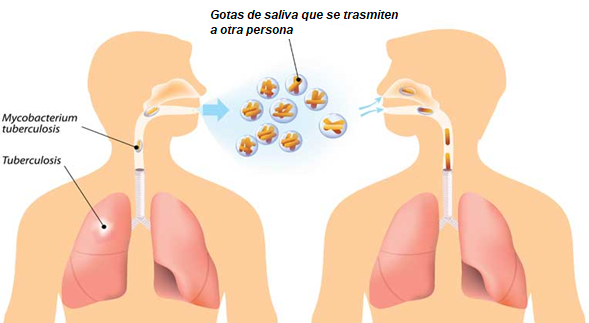 Gotas de saliva que se trasmiten
a otra persona
Mycobacterium
tuberculosis
Tuberculosis